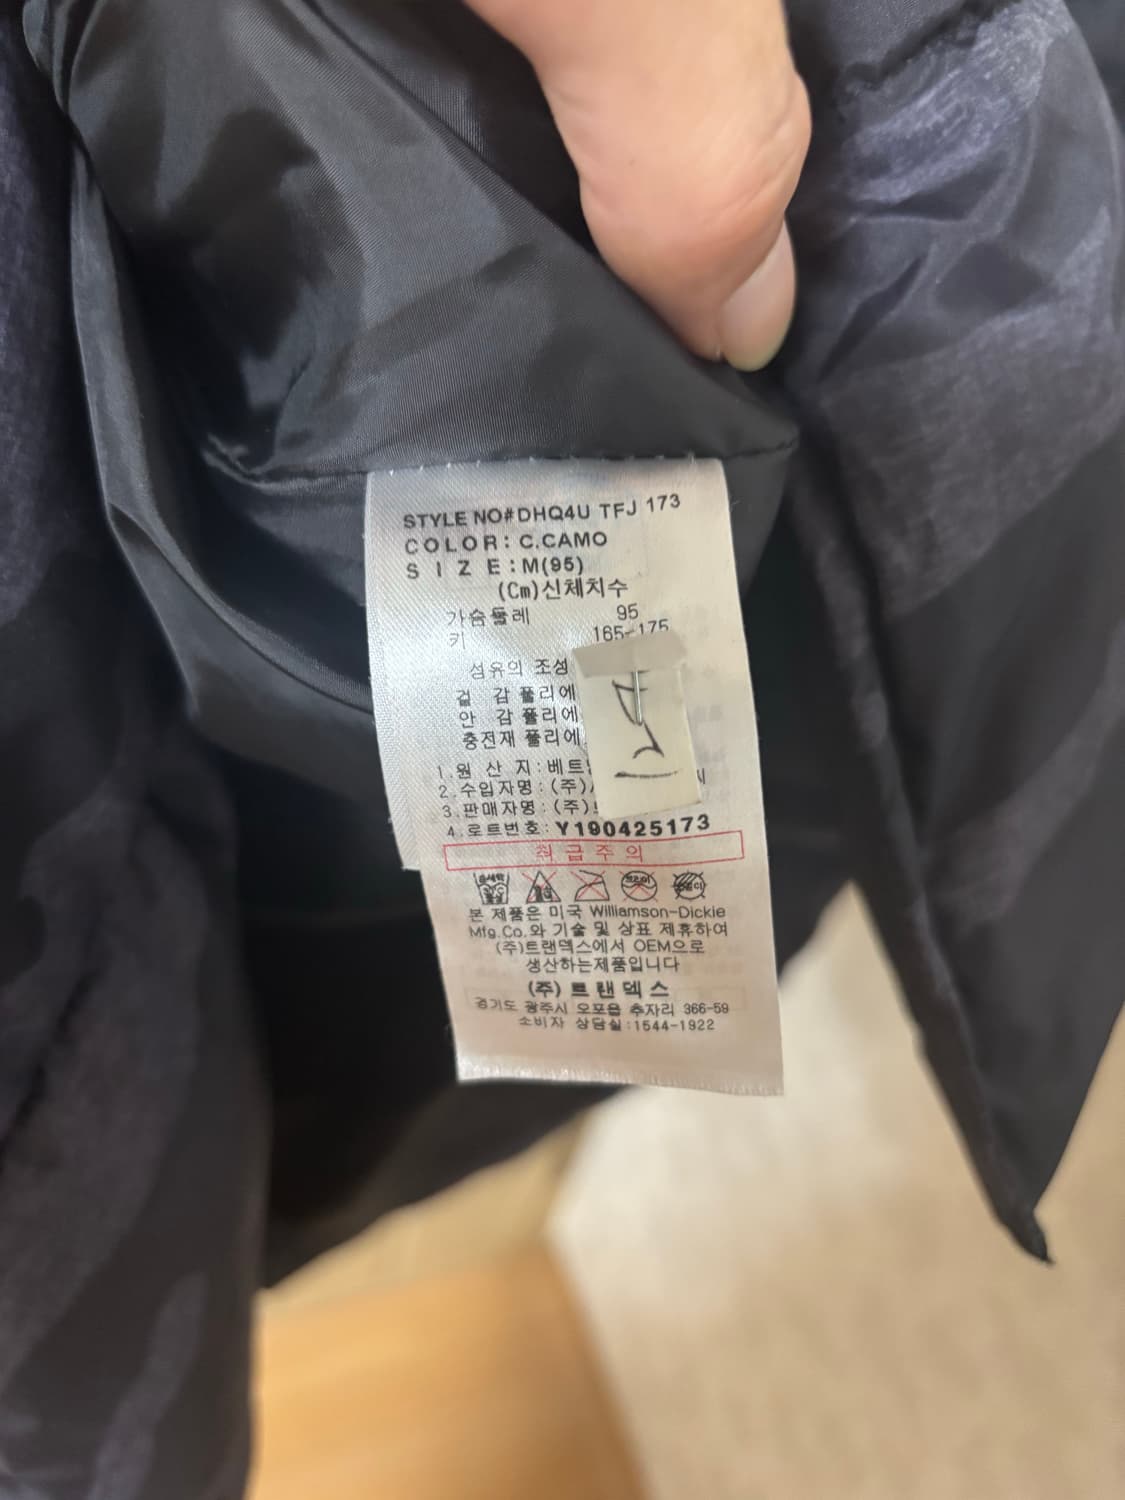 STYLE NO#DHQ4U TFJ 173
COLOR: C.CAMO
S I Z E : M(95)
(Cm)신체치수
가슴둘레 95
키 165-175
섬유의 조성
겉 감 폴리에
안 감 폴리에
충전재 폴리에
1.원 산 지:베트
2.수입자명:(주)
3.판매자명:(주)
4.로트번호:Y190425173
취급주의
본 제품은 미국 Williamson-Dickie
Mfg.Co.와 기술 및 상표 제휴하여
(주)트랜덱스에서 OEM으로
생산하는제품입니다
(주) 트랜덱스
경기도 광주시 오포읍 추자리 366-59
소비자 상담실:1544-1922